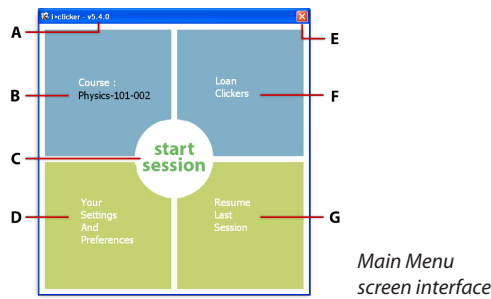 i>clicker - v5.4.0
A
E
Course :
Physics-101-002
B
Loan
Clickers
F
C
start
session
D
Your
Settings
And
Preferences
Resume
Last
Session
G
Main Menu
screen interface